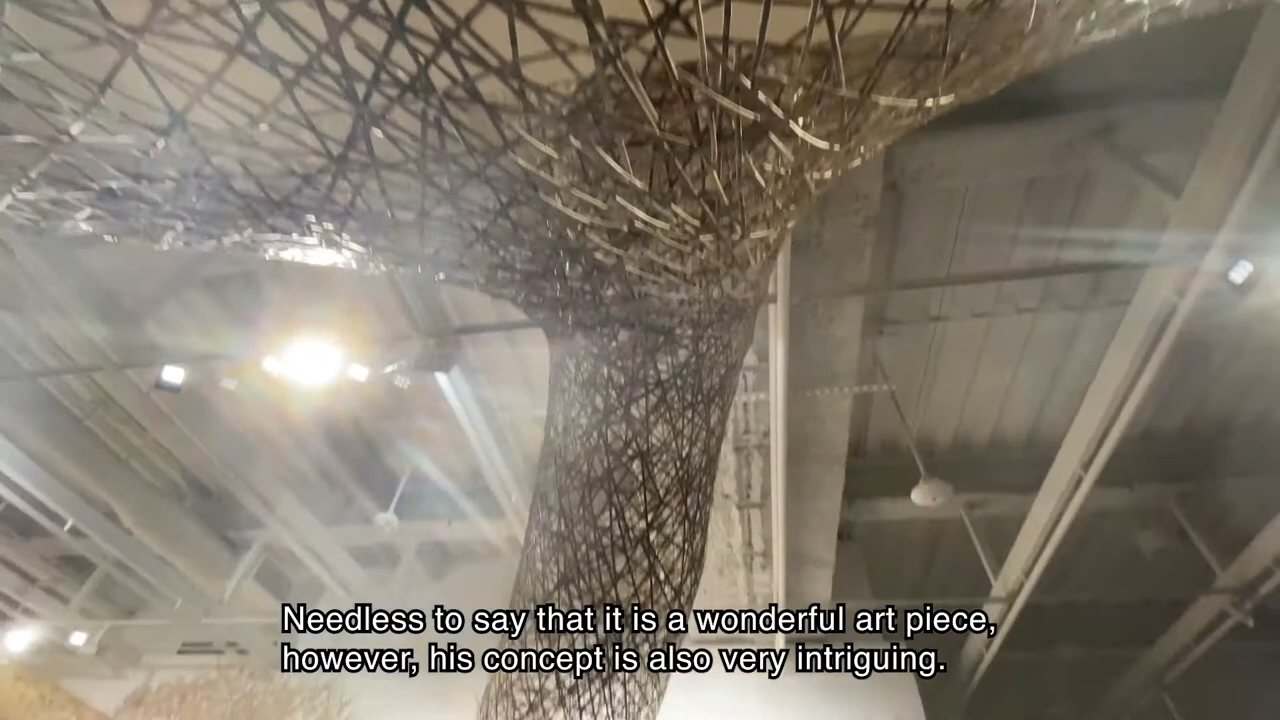 Needless to say that it is a wonderful art piece,
however, his concept is also very intriguing.